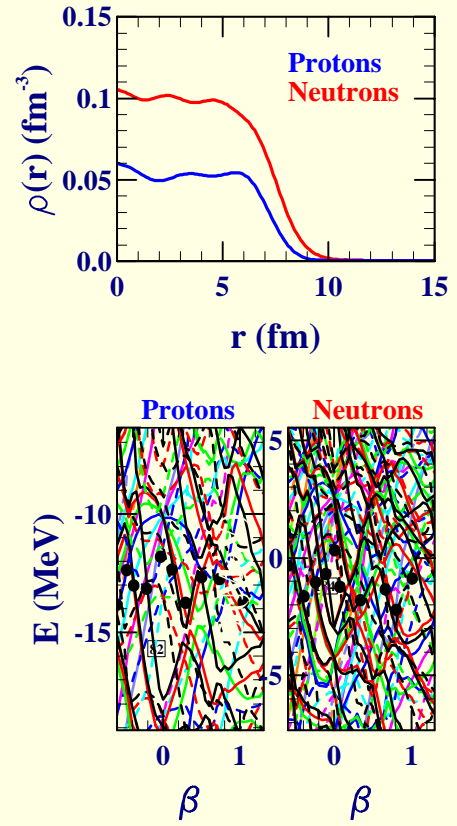 0.15
0.1
0.05
0.0
ρ(r) (fm-3)
Protons
Neutrons
0 5 10 15
r (fm)
Protons Neutrons
E (MeV)
-10
-15
82
5
0
-5
0 1
0 1
β β